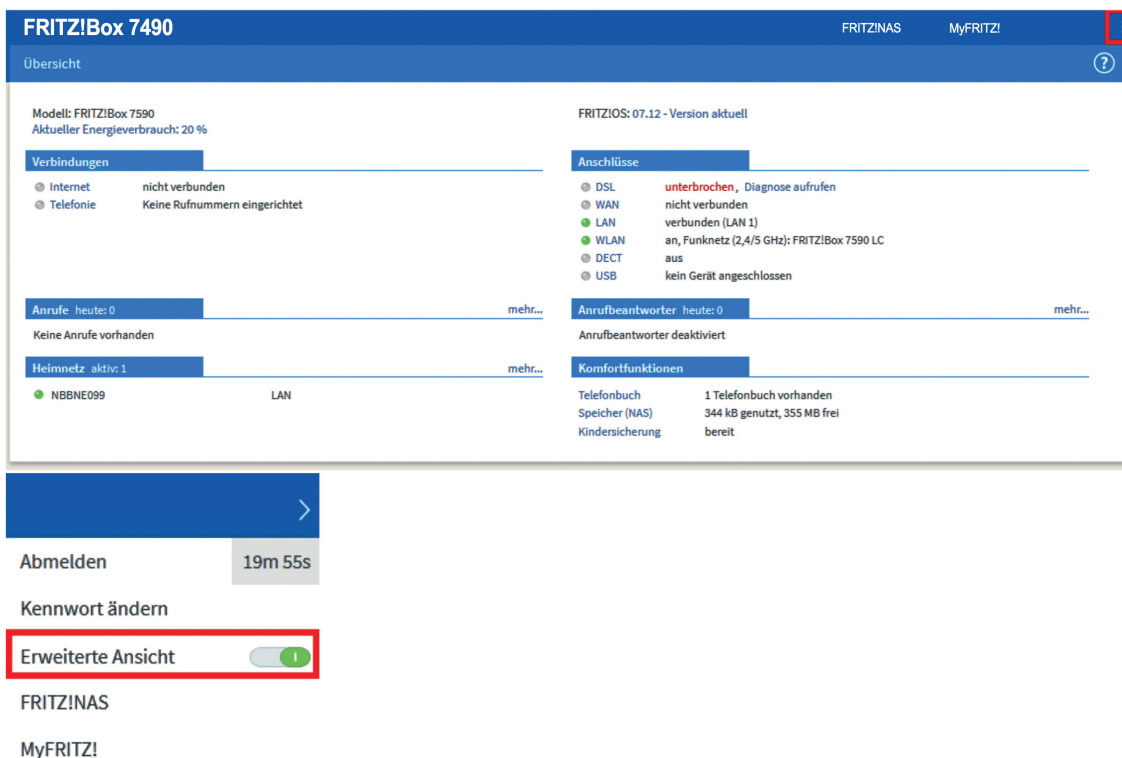 FRITZ!Box 7490 FRITZ!NAS MyFRITZ!
Übersicht ?
Modell: FRITZ!Box 7590
Aktueller Energieverbrauch: 20 %
FRITZ!OS: 07.12 - Version aktuell
Verbindungen
Internet nicht verbunden
Telefonie Keine Rufnummern eingerichtet
Anschlüsse
DSL unterbrochen, Diagnose aufrufen
WAN nicht verbunden
LAN verbunden (LAN 1)
WLAN an, Funknetz (2,4/5 GHz): FRITZ!Box 7590 LC
DECT aus
USB kein Gerät angeschlossen
Anrufe heute: 0 mehr...
Keine Anrufe vorhanden
Anrufbeantworter heute: 0 mehr...
Anrufbeantworter deaktiviert
Heimnetz aktiv: 1 mehr...
NBBNE099 LAN
Komfortfunktionen
Telefonbuch 1 Telefonbuch vorhanden
Speicher (NAS) 344 kB genutzt, 355 MB frei
Kindersicherung bereit
Abmelden 19m 55s
Kennwort ändern
Erweiterte Ansicht
FRITZ!NAS
MyFRITZ!